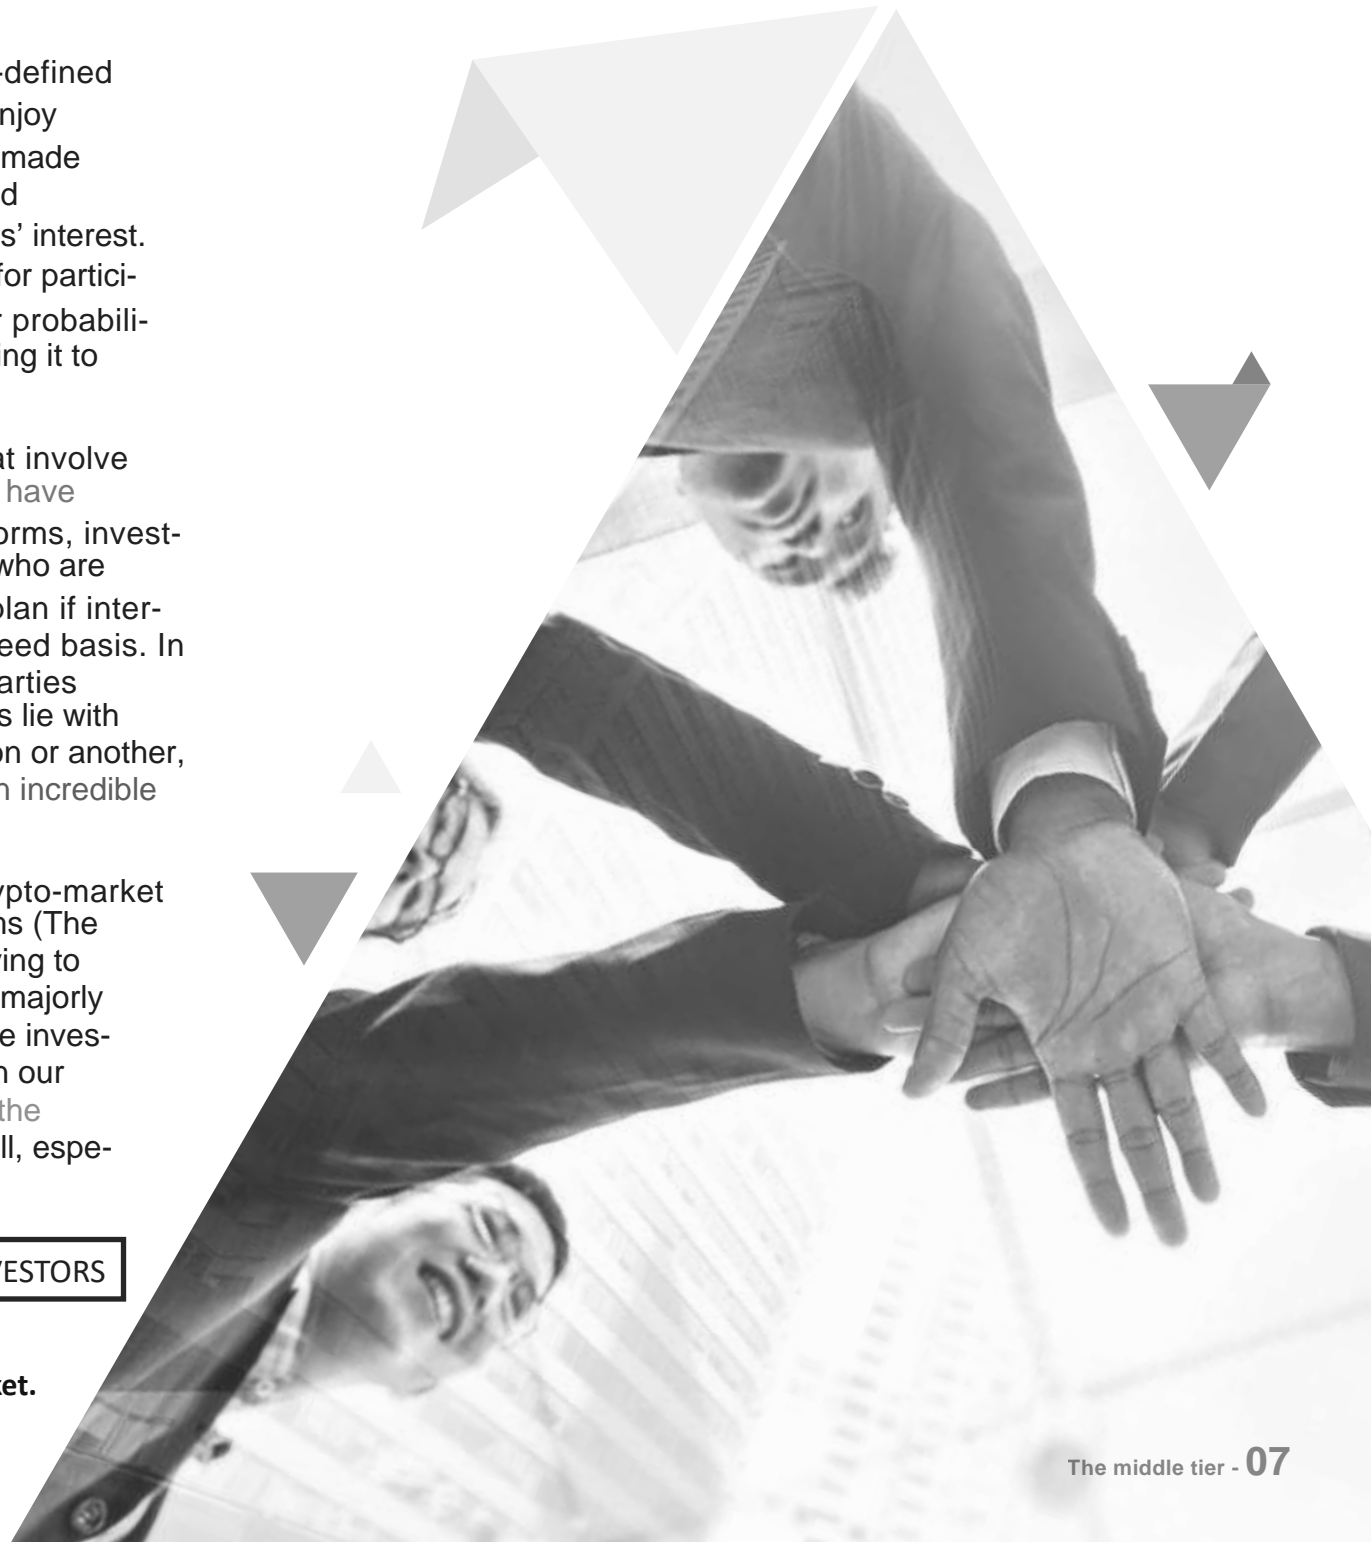 -defined
njoy
made
d
s’ interest.
for partici-
r probabili-
ing it to
at involve
have
orms, invest-
who are
plan if inter-
eed basis. In
arties
s lie with
on or another,
n incredible
ypto-market
ns (The
ying to
majorly
e inves-
n our
the
ll, espe-
VESTORS
ket.
The middle tier - 07